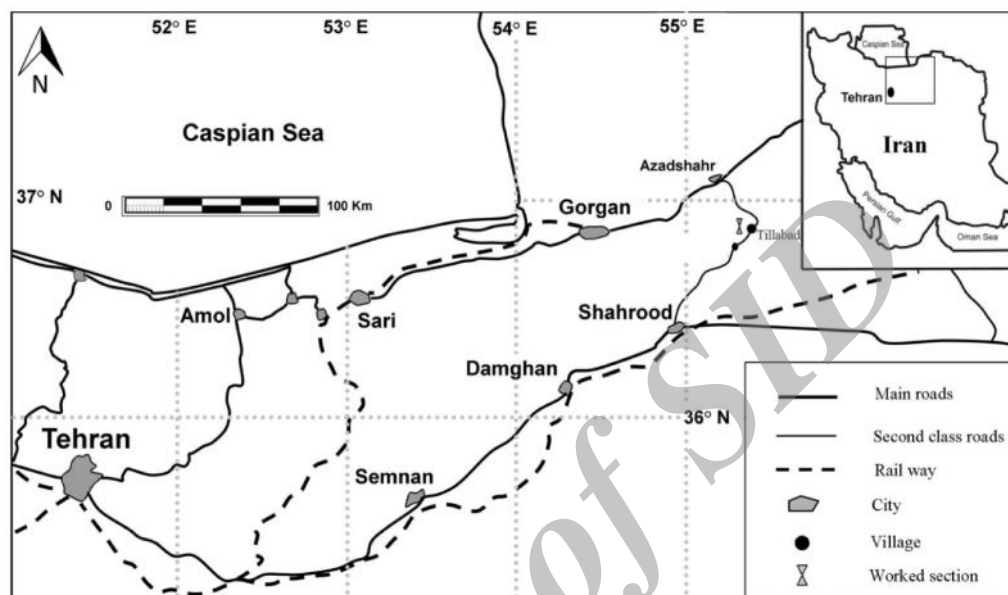 52° E
53° E
54° E
55° E
N
Caspian Sea
37° N
0
100 Km
Azadshahr
Gorgan
Tillabad
Amol
Sari
Shahrood
Damghan
36° N
Tehran
Semnan
Caspian Sea
Tehran
Iran
Persian Gulf
Oman Sea
Main roads
Second class roads
Rail way
City
Village
Worked section
of SID